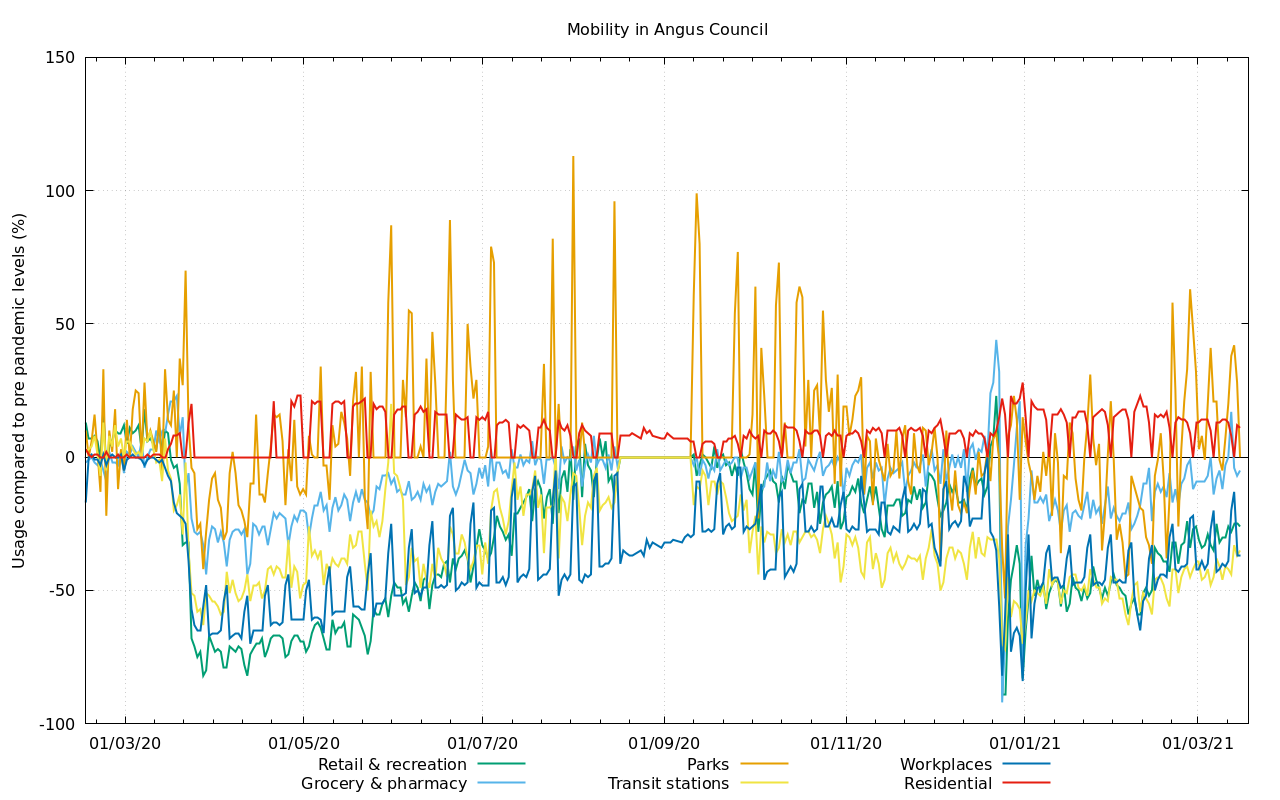 Mobility in Angus Council
Usage compared to pre pandemic levels (%)
150
100
50
0
-50
-100
01/03/20 01/05/20 01/07/20 01/09/20 01/11/20 01/01/21 01/03/21
Retail & recreation Parks Workplaces
Grocery & pharmacy Transit stations Residential